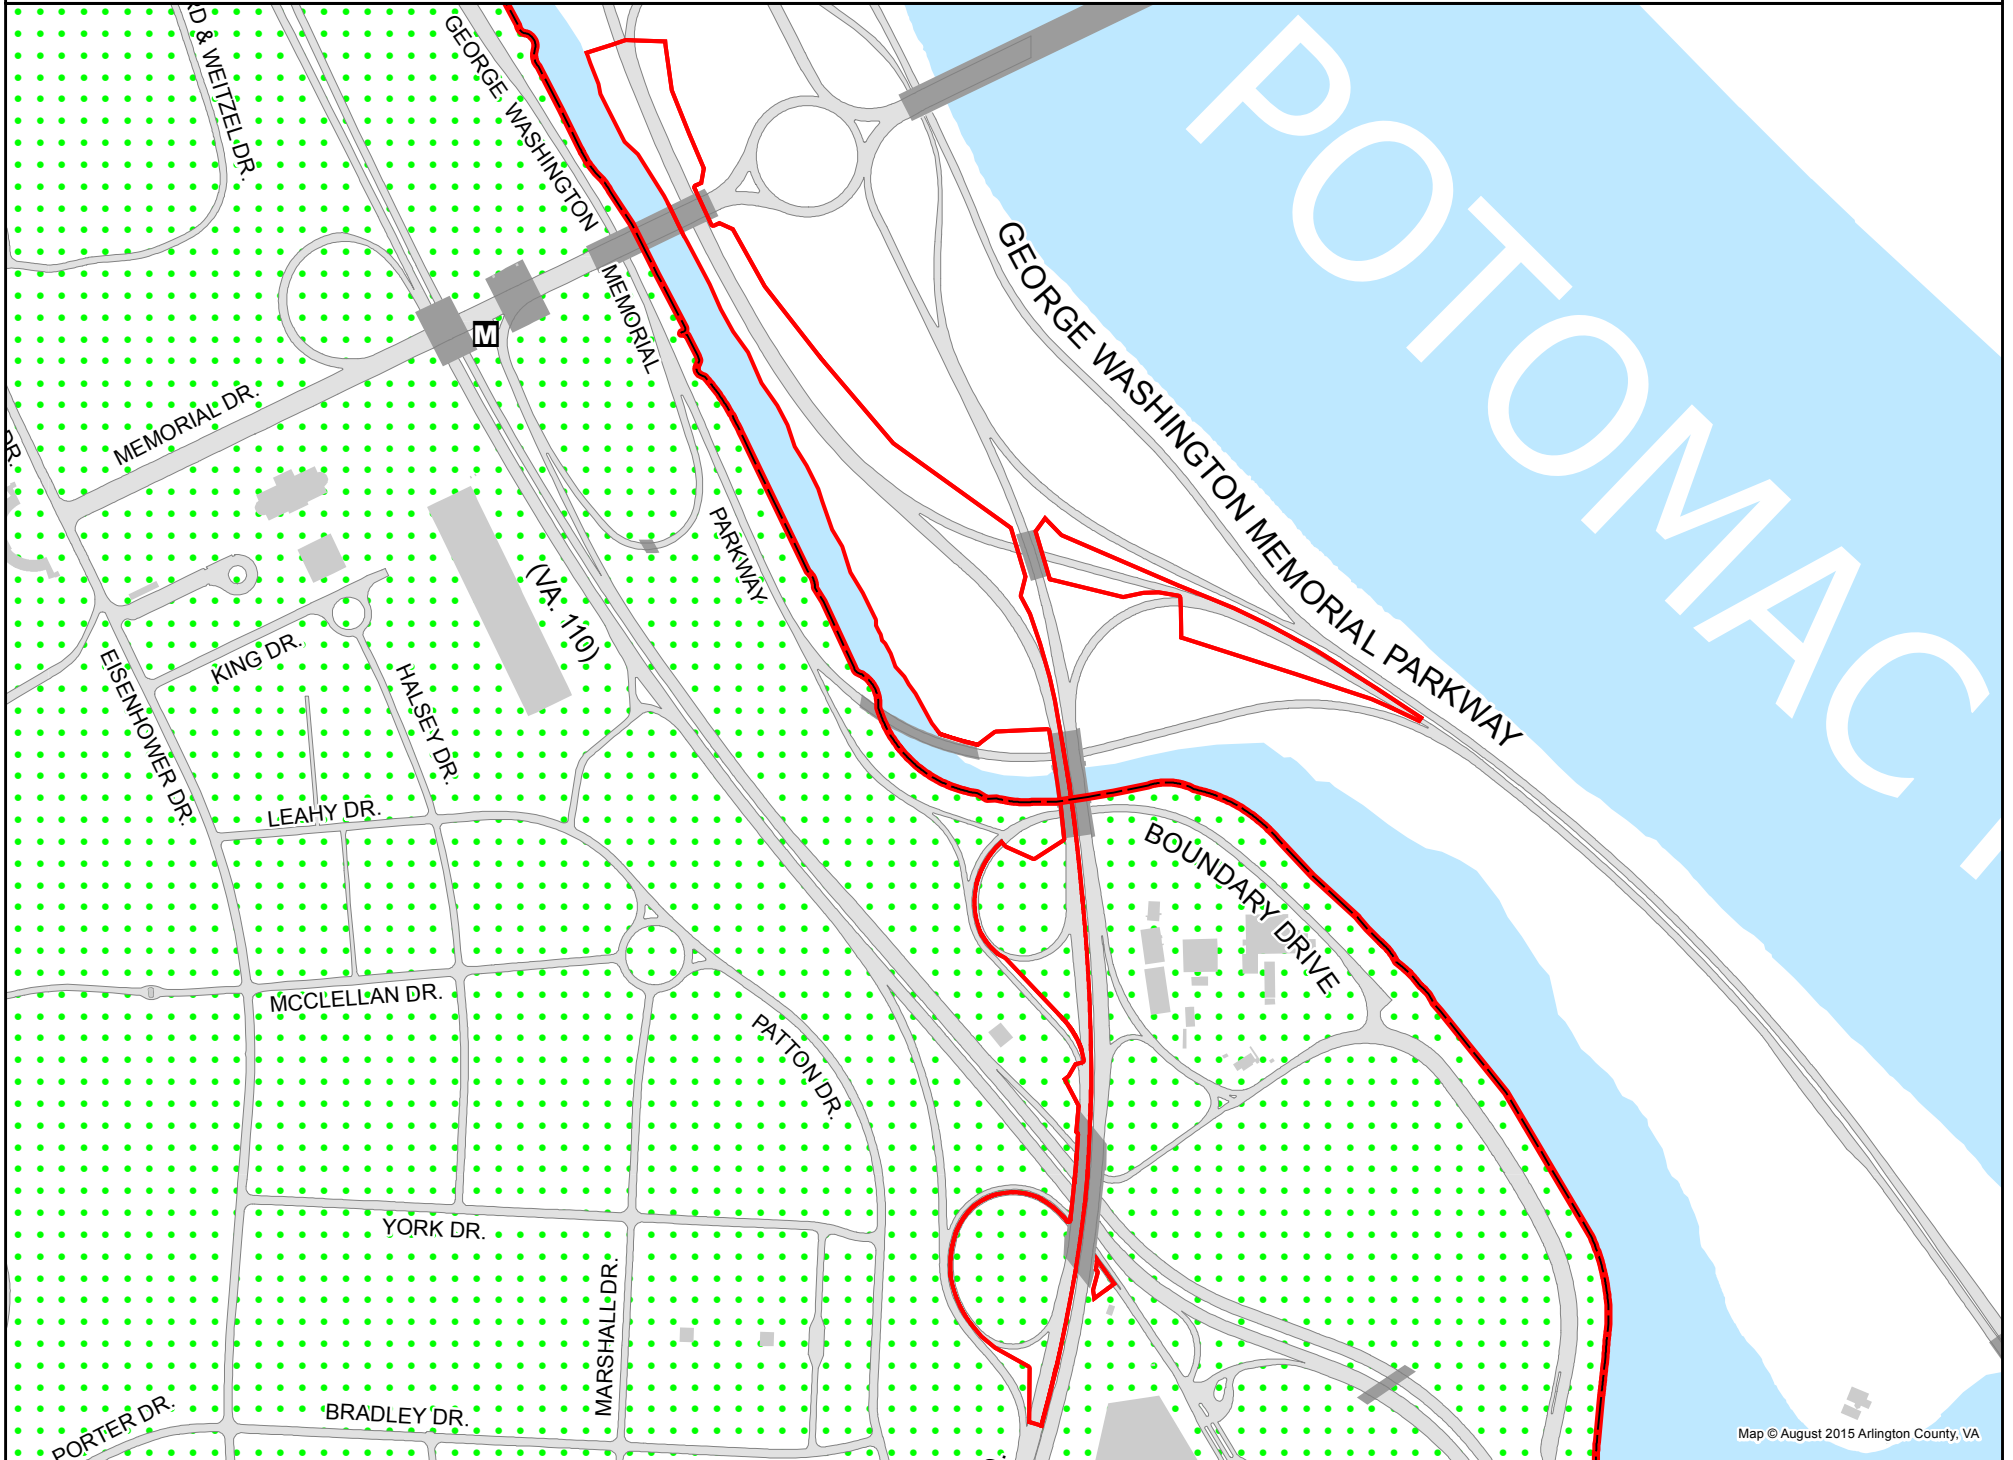 RD & WEITZEL DR.
GEORGE WASHINGTON
MEMORIAL
PARKWAY
POTOMAC
GEORGE WASHINGTON MEMORIAL PARKWAY
M
MEMORIAL DR.
DR.
(VA. 110)
KING DR.
HALSEY DR.
EISENHOWER DR.
LEAHY DR.
BOUNDARY DRIVE
MCCLELLAN DR.
PATTON DR.
YORK DR.
MARSHALL DR.
BRADLEY DR.
PORTER DR.
Map © August 2015 Arlington County, VA